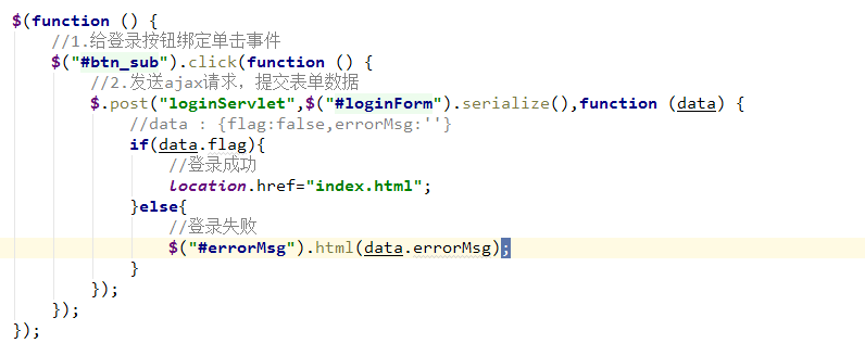 $(function () {
//1.给登录按钮绑定单击事件
$("#btn_sub").click(function () {
//2.发送ajax请求，提交表单数据
$.post("loginServlet",$("#loginForm").serialize(),function (data) {
//data : {flag:false,errorMsg:''}
if(data.flag){
//登录成功
location.href="index.html";
}else{
//登录失败
$("#errorMsg").html(data.errorMsg);
}
});
});
});